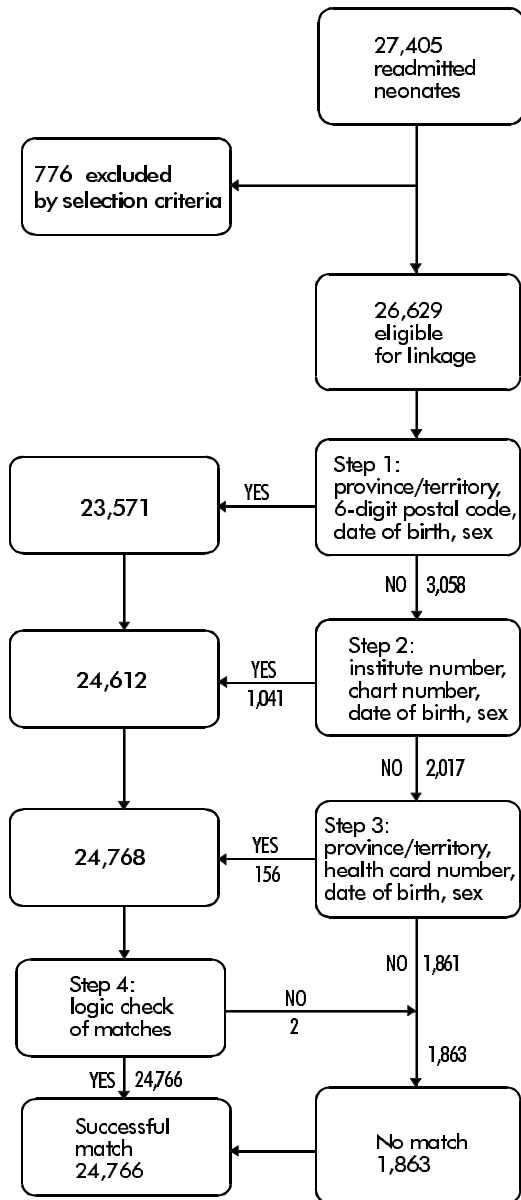 27,405
readmitted
neonates
776 excluded
by selection criteria
26,629
eligible
for linkage
Step 1:
province/territory,
6-digit postal code,
date of birth, sex
YES
23,571
NO 3,058
Step 2:
institute number,
chart number,
date of birth, sex
YES
1,041
24,612
NO 2,017
Step 3:
province/territory,
health card number,
date of birth, sex
YES
156
24,768
NO 1,861
Step 4:
logic check
of matches
NO
2
1,863
YES 24,766
Successful
match
24,766
No match
1,863